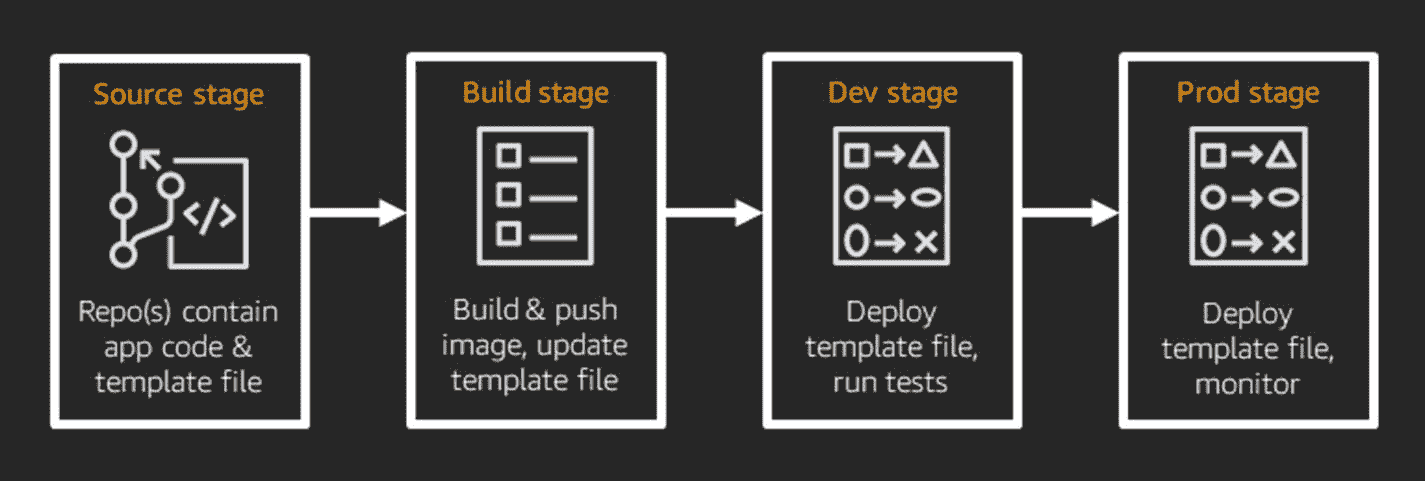 Source stage
</>
Repo(s) contain
app code &
template file
Build stage
Build & push
image, update
template file
Dev stage
Deploy
template file,
run tests
Prod stage
Deploy
template file,
monitor